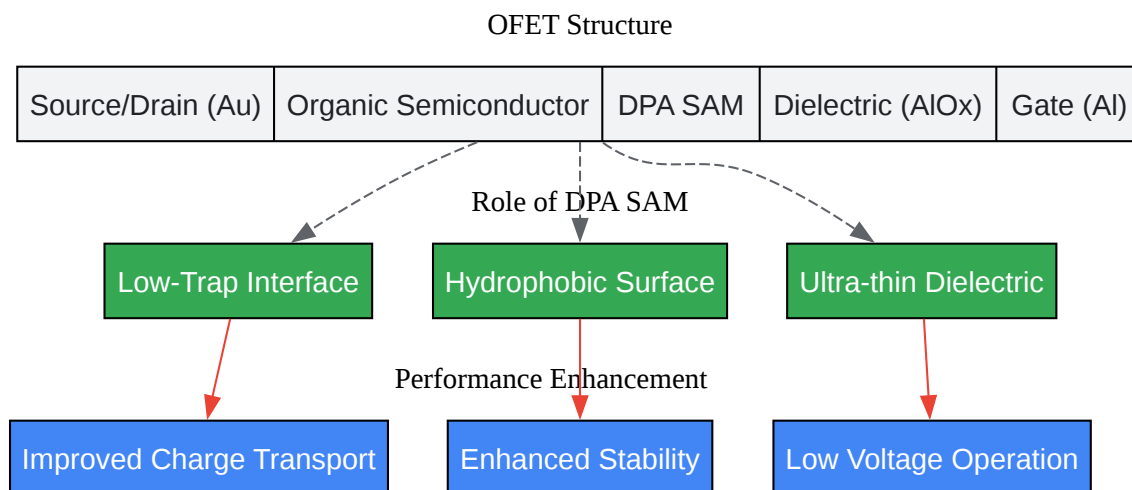 OFET Structure
Source/Drain (Au) Organic Semiconductor DPA SAM Dielectric (AlOx) Gate (Al)
Role of DPA SAM
Low-Trap Interface Hydrophobic Surface Ultra-thin Dielectric
Performance Enhancement
Improved Charge Transport Enhanced Stability Low Voltage Operation